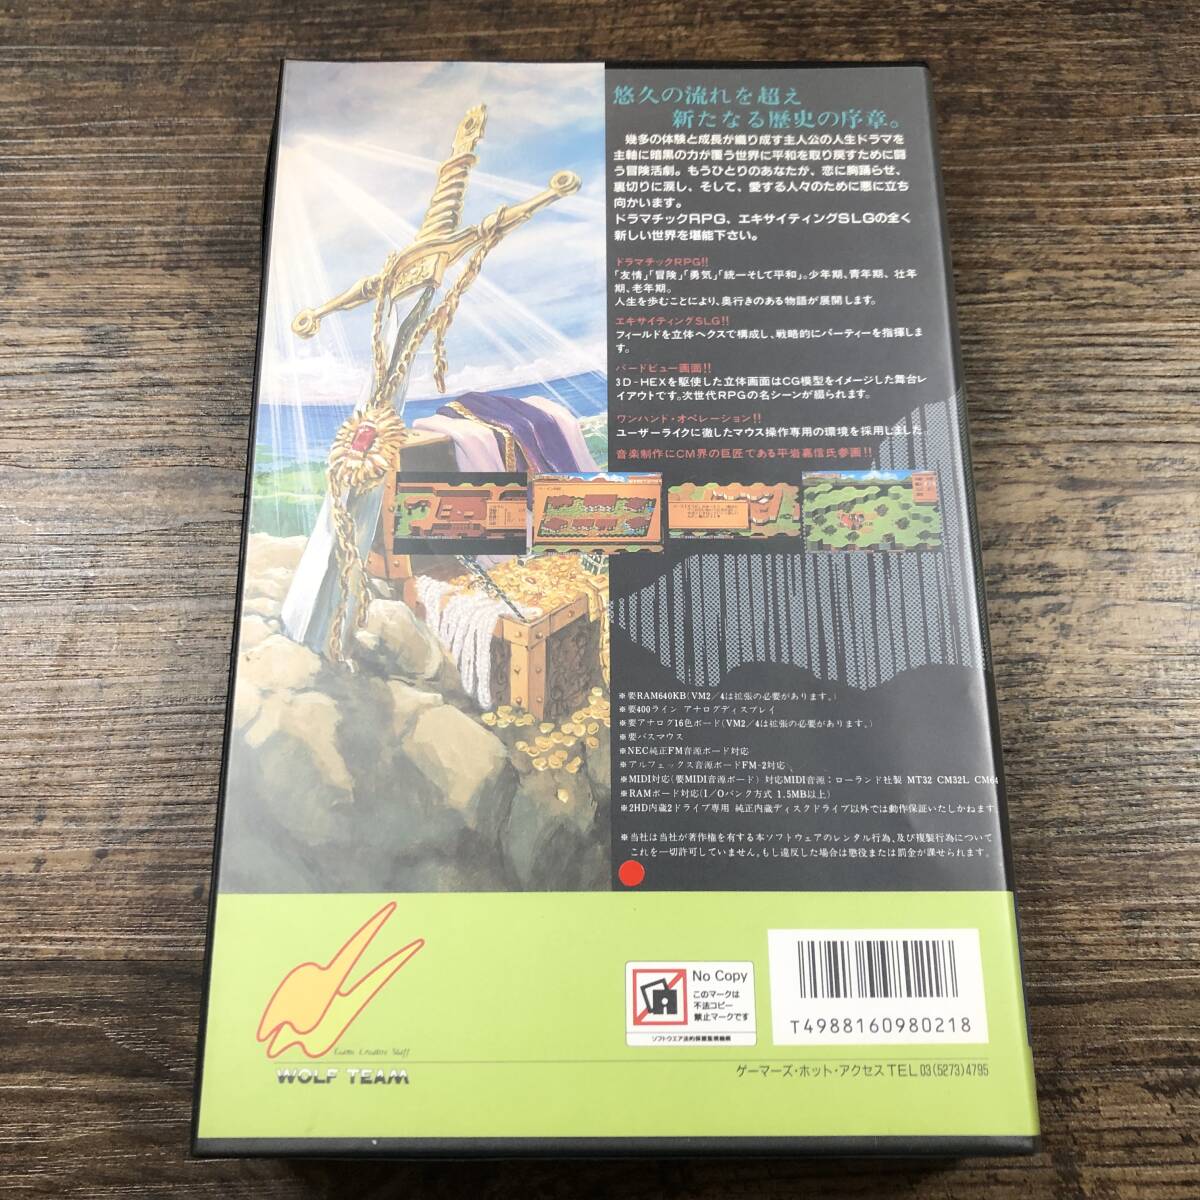 悠久の流れを超え
新たなる歴史の序章。
幾多の体験と成長が織り成す主人公の人生ドラマを
主軸に暗黒の力が覆う世界に平和を取り戻すために闘
う冒険活劇。もうひとりのあなたが、恋に胸踊らせ、
裏切りに涙し、そして、愛する人々のために悪に立ち
向かいます。
ドラマチックRPG、エキサイティングSLGの全く
新しい世界を堪能下さい。
ドラマチックRPG!!
「友情」「冒険」「勇気」「統一そして平和」。少年期、青年期、壮年
期、老年期。
人生を歩むことにより、奥行きのある物語が展開します。
エキサイティングSLG!!
フィールドを立体ヘクスで構成し、戦略的にパーティーを指揮しま
す。
バードビュー画面!!
3D-HEXを駆使した立体画面はCG模型をイメージした舞台レ
イアウトです。次世代RPGの名シーンが綴られます。
ワンハンド・オペレーション!!
ユーザーライクに徹したマウス操作専用の環境を採用しました
音楽制作にCM界の巨匠である平岩嘉信氏参画!!
※要RAM640KB(VM2/4は拡張の必要があります。)
※要400ライン アナログディスプレイ
※要アナログ16色ボード(VM2/4は拡張の必要があります。)
※要バスマウス
※NEC純正FM音源ボード対応
※アルフェックス音源ボードFM-2対応
※MIDI対応(要MIDI音源ボード) 対応MIDI音源:ローランド社製 MT32 CM32L CM64
※RAMボード対応(I/Oバンク方式 1.5MB以上)
※2HD内蔵2ドライブ専用 純正内蔵ディスクドライブ以外では動作保証いたしかねます
※当社は当社が著作権を有する本ソフトウェアのレンタル行為、及び複製行為について
これを一切許可していません。もし違反した場合は懲役または罰金が課せられます。
No Copy
このマークは
不法コピー
禁止マークです
ソフトウエア法的保護監視機構
T4988160980218
Game Creative Staff
WOLF TEAM
ゲーマーズ・ホット・アクセス TEL 03(5273)4795